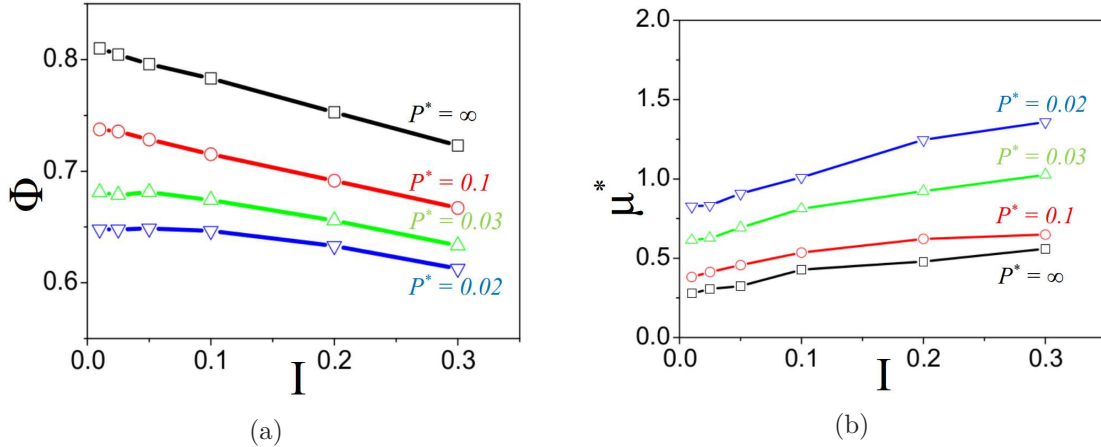 0.8
0.7
0.6
Φ
P* = ∞
P* = 0.1
P* = 0.03
P* = 0.02
0.0 0.1 0.2 0.3
I
(a)
2.0
1.5
1.0
0.5
0.0
μ*
P* = 0.02
P* = 0.03
P* = 0.1
P* = ∞
0.0 0.1 0.2 0.3
I
(b)